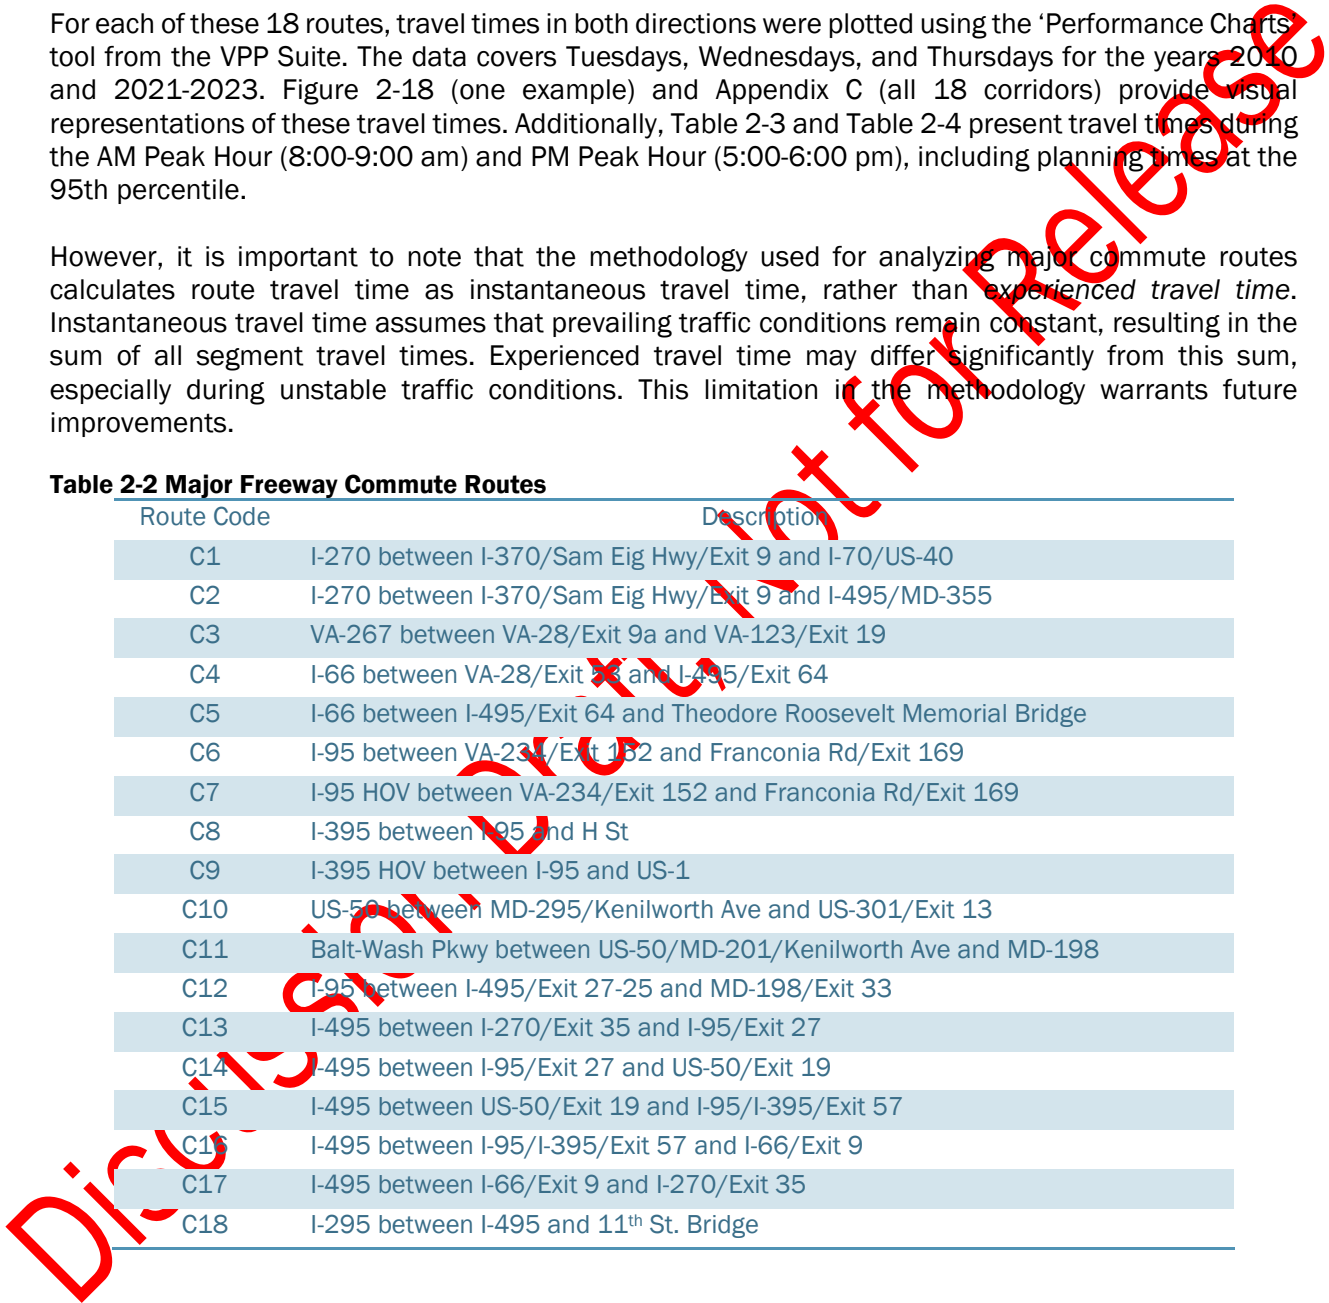 For each of these 18 routes, travel times in both directions were plotted using the ‘Performance Charts’
tool from the VPP Suite. The data covers Tuesdays, Wednesdays, and Thursdays for the years 2010
and 2021-2023. Figure 2-18 (one example) and Appendix C (all 18 corridors) provide visual
representations of these travel times. Additionally, Table 2-3 and Table 2-4 present travel times during
the AM Peak Hour (8:00-9:00 am) and PM Peak Hour (5:00-6:00 pm), including planning times at the
95th percentile.
However, it is important to note that the methodology used for analyzing major commute routes
calculates route travel time as instantaneous travel time, rather than experienced travel time.
Instantaneous travel time assumes that prevailing traffic conditions remain constant, resulting in the
sum of all segment travel times. Experienced travel time may differ significantly from this sum,
especially during unstable traffic conditions. This limitation in the methodology warrants future
improvements.
Table 2-2 Major Freeway Commute Routes
Route Code Description
C1 I-270 between I-370/Sam Eig Hwy/Exit 9 and I-70/US-40
C2 I-270 between I-370/Sam Eig Hwy/Exit 9 and I-495/MD-355
C3 VA-267 between VA-28/Exit 9a and VA-123/Exit 19
C4 I-66 between VA-28/Exit 53 and I-495/Exit 64
C5 I-66 between I-495/Exit 64 and Theodore Roosevelt Memorial Bridge
C6 I-95 between VA-234/Exit 152 and Franconia Rd/Exit 169
C7 I-95 HOV between VA-234/Exit 152 and Franconia Rd/Exit 169
C8 I-395 between I-95 and H St
C9 I-395 HOV between I-95 and US-1
C10 US-50 between MD-295/Kenilworth Ave and US-301/Exit 13
C11 Balt-Wash Pkwy between US-50/MD-201/Kenilworth Ave and MD-198
C12 I-95 between I-495/Exit 27-25 and MD-198/Exit 33
C13 I-495 between I-270/Exit 35 and I-95/Exit 27
C14 I-495 between I-95/Exit 27 and US-50/Exit 19
C15 I-495 between US-50/Exit 19 and I-95/I-395/Exit 57
C16 I-495 between I-95/I-395/Exit 57 and I-66/Exit 9
C17 I-495 between I-66/Exit 9 and I-270/Exit 35
C18 I-295 between I-495 and 11th St. Bridge
Discussion Draft, Not for Release